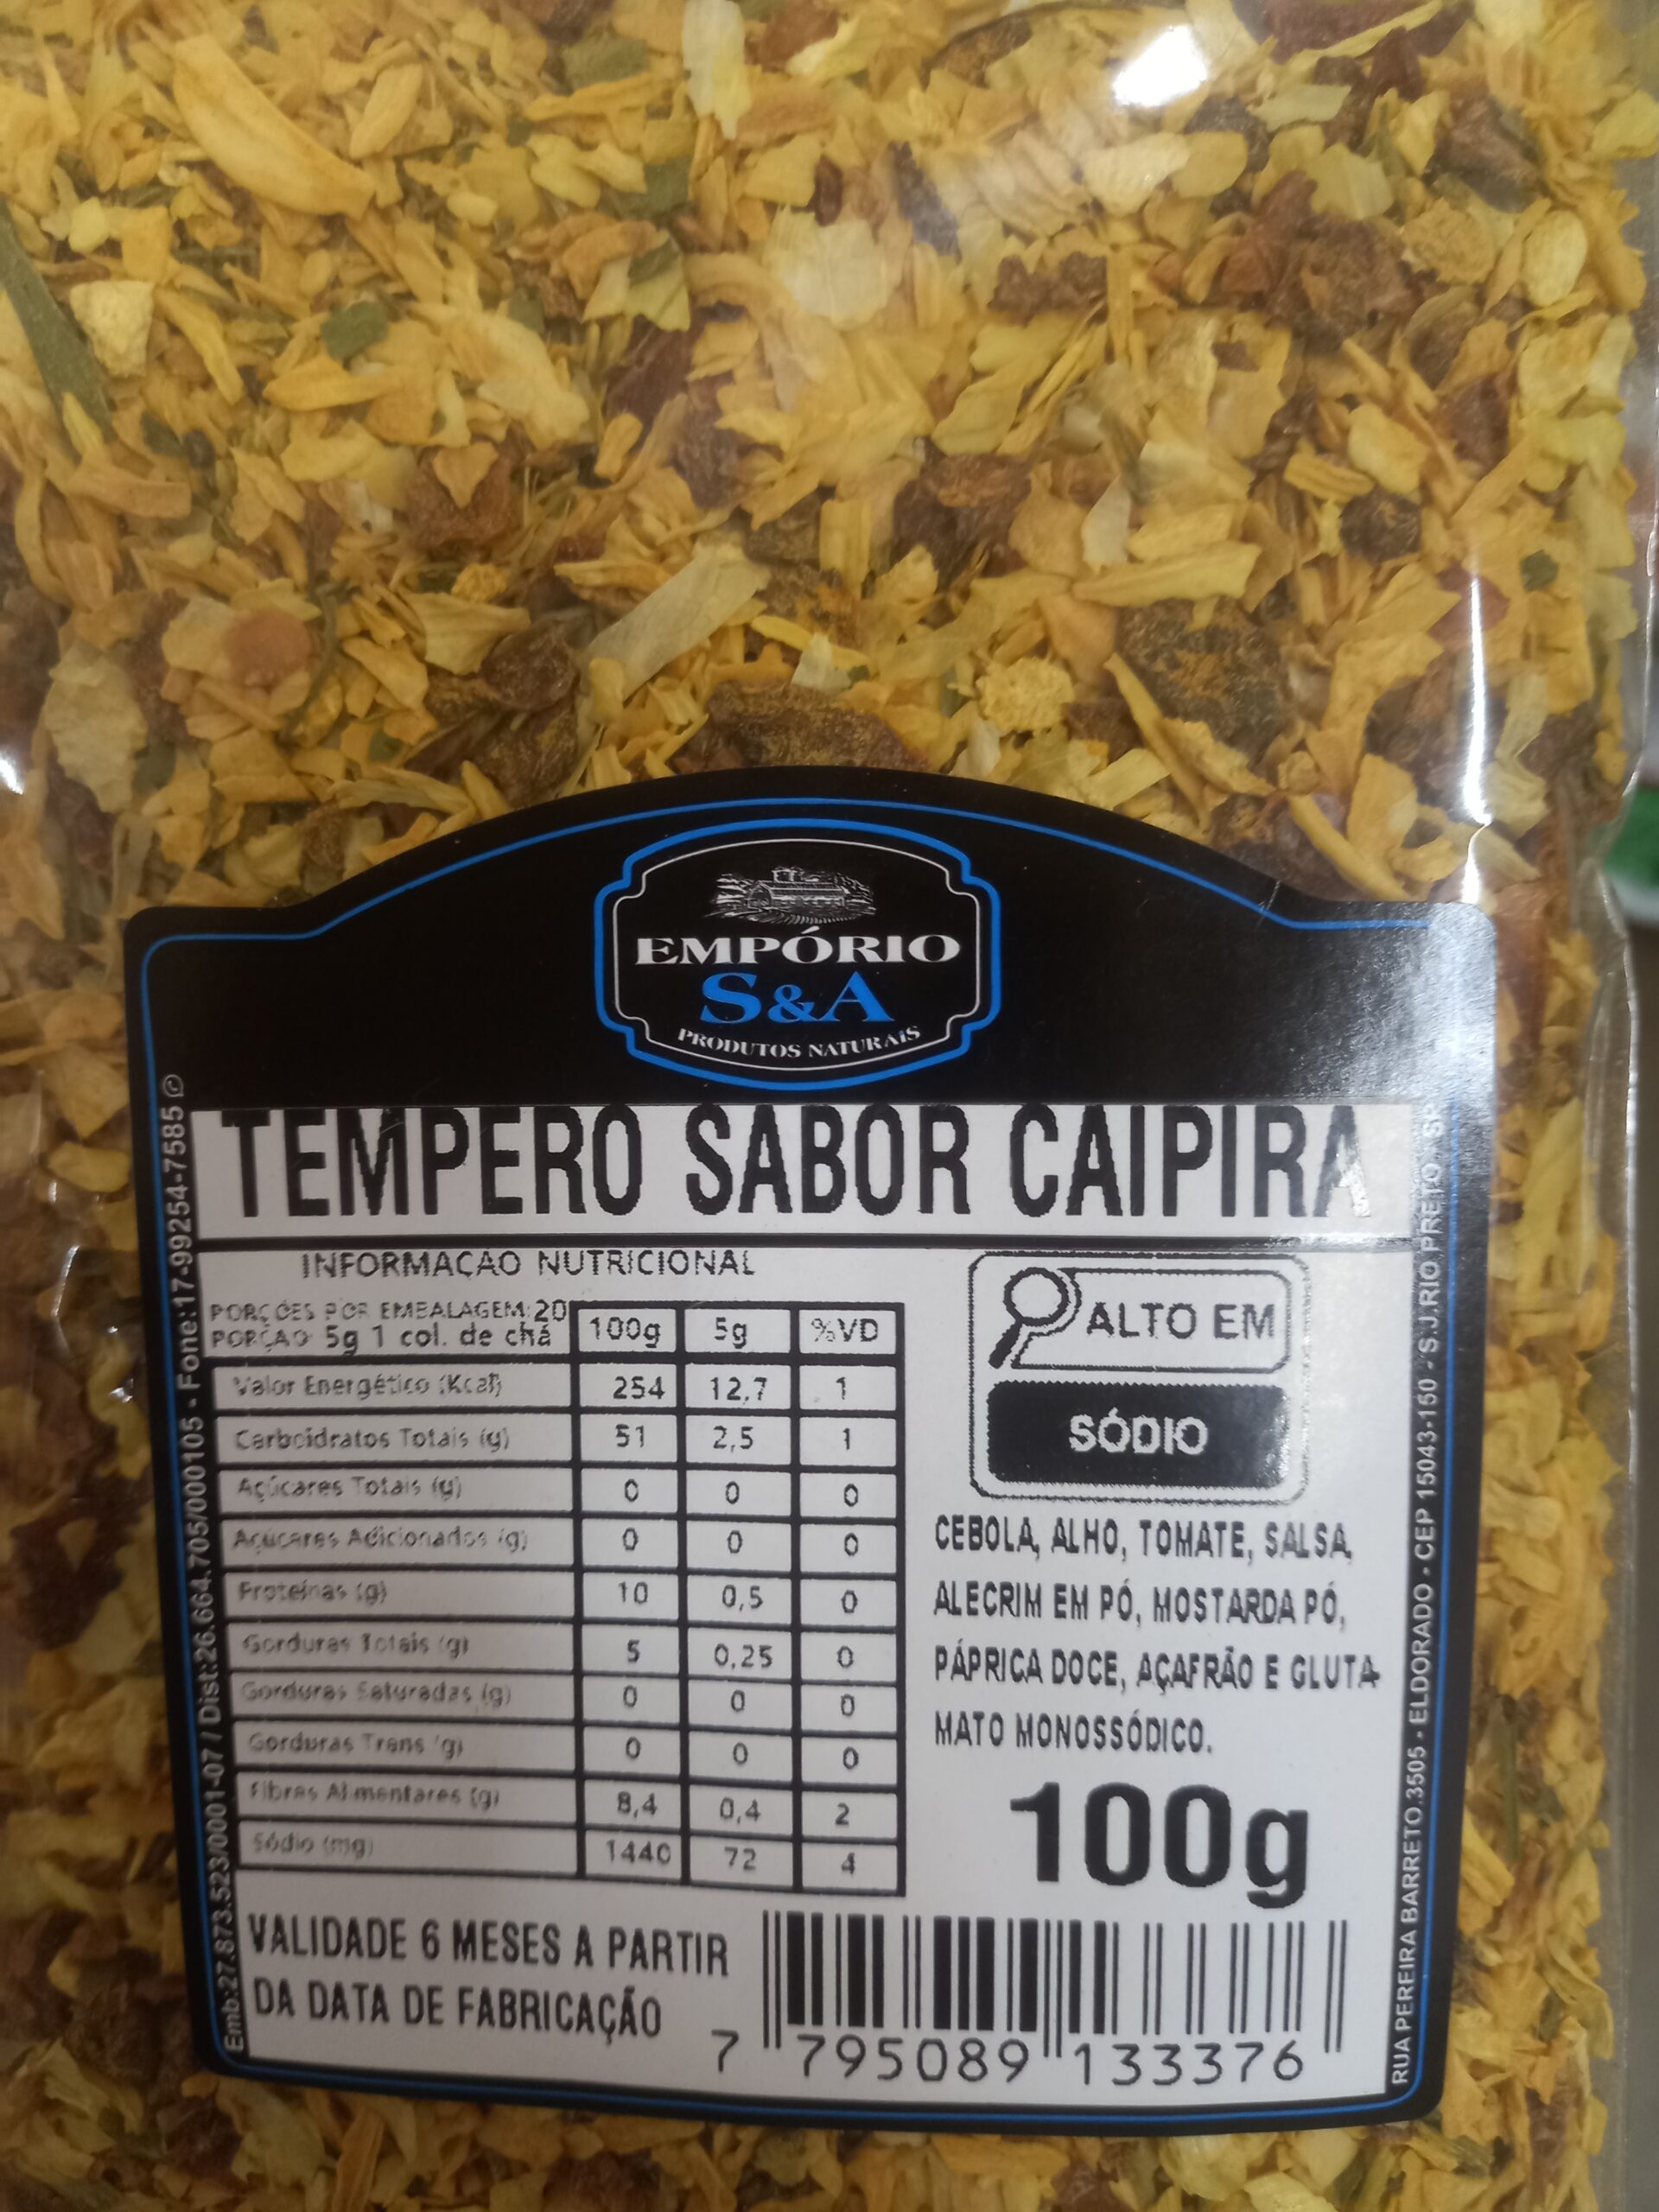 EMPÓRIO
S&A
PRODUTOS NATURAIS
TEMPERO SABOR CAIPIRA
INFORMAÇAO NUTRICIONAL
PORÇOES POR EMBALAGEM: 20
PORÇAO 5g 1 col. de chá
100g 5g %VD
Valor Energético (Kcal) 254 12,7 1
Carboidratos Totais (g) 51 2,5 1
Açúcares Totais (g) 0 0 0
Açúcares Adicionados (g) 0 0 0
Proteínas (g) 10 0,5 0
Gorduras Totais (g) 5 0,25 0
Gorduras Saturadas (g) 0 0 0
Gorduras Trans (g) 0 0 0
Fibras Alimentares (g) 8,4 0,4 2
Sódio (mg) 1440 72 4
ALTO EM
SÓDIO
CEBOLA, ALHO, TOMATE, SALSA,
ALECRIM EM PÓ, MOSTARDA PÓ,
PÁPRICA DOCE, AÇAFRÃO E GLUTA-
MATO MONOSSÓDICO.
100g
VALIDADE 6 MESES A PARTIR
DA DATA DE FABRICAÇÃO
7 795089 133376
Emb:27.873.523/0001-07 / Dist:26.664.705/000105 - Fone:17-99254-7585 ©
RUA PEREIRA BARRETO,3505 - ELDORADO - CEP 15043-150 - S.J.RIO PRETO SP